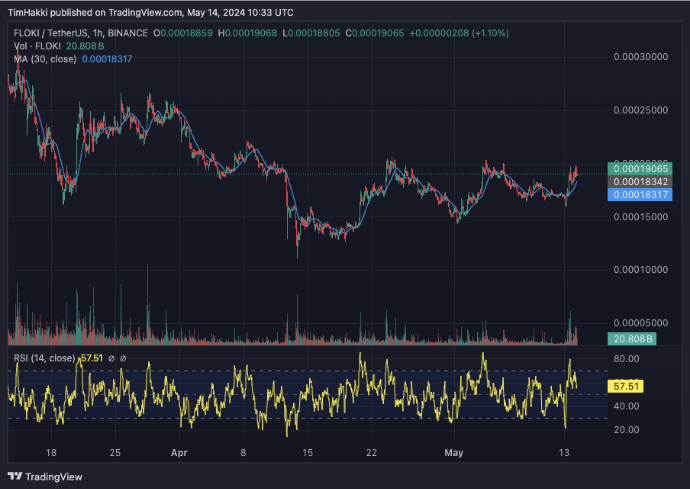 TimHakki published on TradingView.com, May 14, 2024 10:33 UTC
FLOKI / TetherUS, 1h, BINANCE O0.00018859 H0.00019068 L0.00018805 C0.00019065 +0.00000208 (+1.10%)
Vol · FLOKI 20.808 B
MA (30, close) 0.00018317
0.00030000
0.00025000
0.00019065
0.00018342
0.00018317
0.00015000
0.00010000
0.00005000
20.808 B
RSI (14, close) 57.51 ∅ ∅
80.00
57.51
40.00
20.00
18 25 Apr 8 15 22 May 13
TradingView